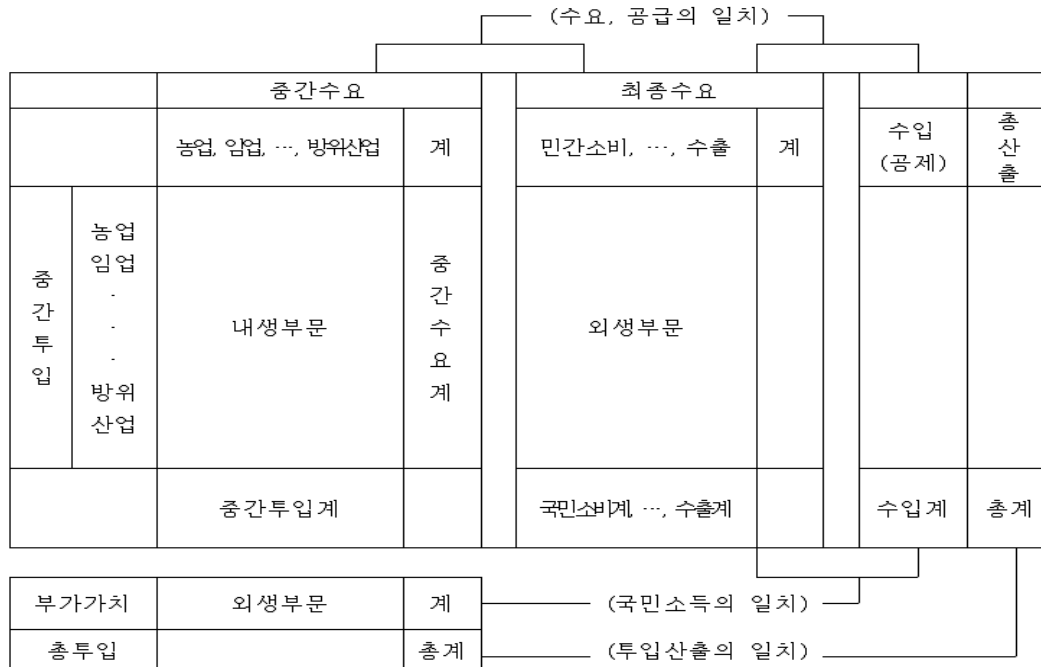 (수요, 공급의 일치)
중간수요
최종수요
농업, 임업, …, 방위산업
계
민간소비, …, 수출
계
수입
(공제)
총
산
출
중
간
투
입
농업
임업
·
·
·
방위
산업
내생부문
중
간
수
요
계
외생부문
중간투입계
국민소비계, …, 수출계
수입계
총계
부가가치
외생부문
계
(국민소득의 일치)
총투입
총계
(투입산출의 일치)